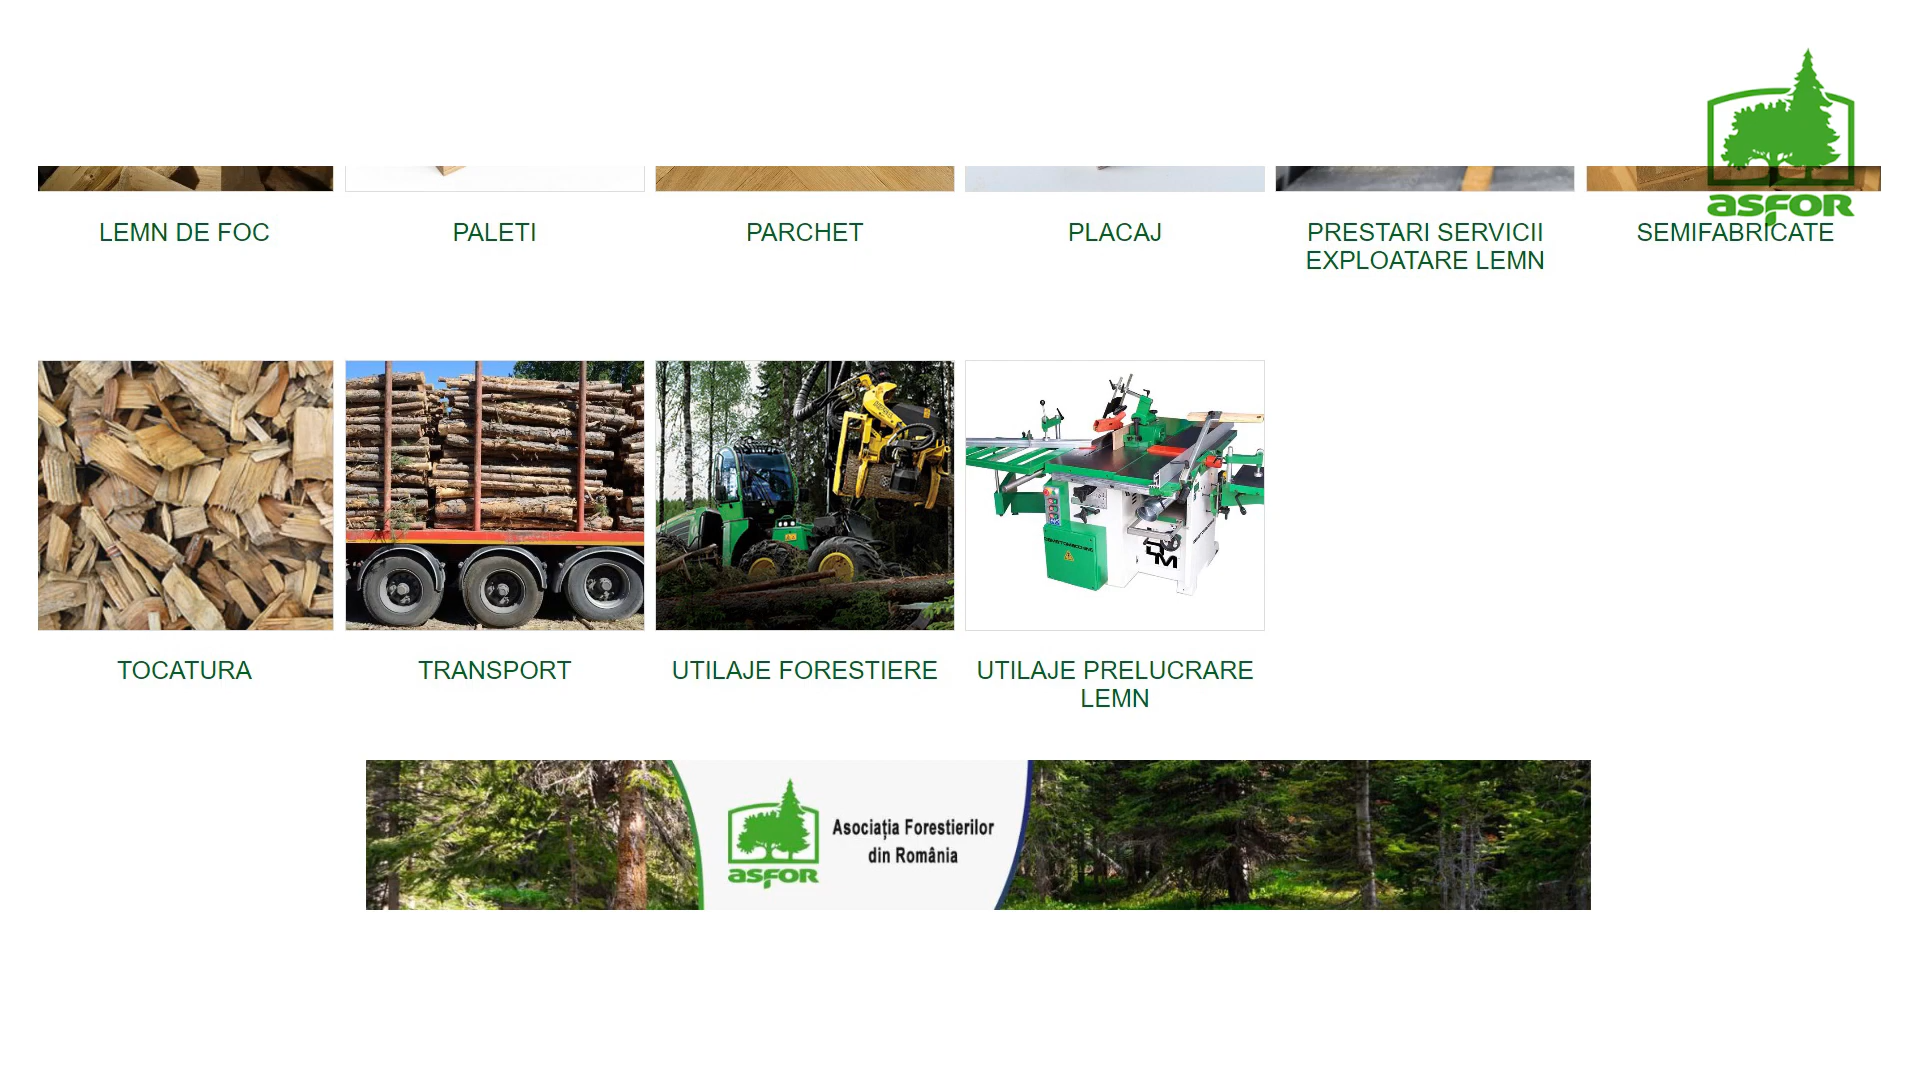 asfor
LEMN DE FOC
PALETI
PARCHET
PLACAJ
PRESTARI SERVICII
EXPLOATARE LEMN
SEMIFABRICATE
TOCATURA
TRANSPORT
UTILAJE FORESTIERE
UTILAJE PRELUCRARE
LEMN
asfor
Asociația Forestierilor
din România